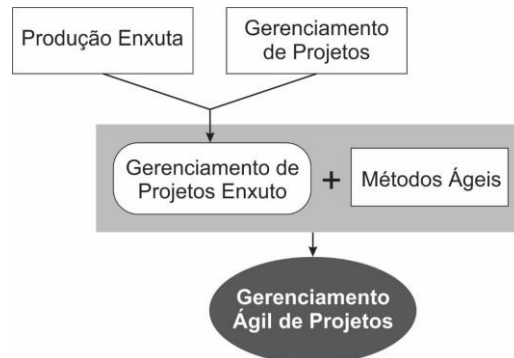 Produção Enxuta
Gerenciamento
de Projetos
Gerenciamento de
Projetos Enxuto
+
Métodos Ágeis
Gerenciamento
Ágil de Projetos